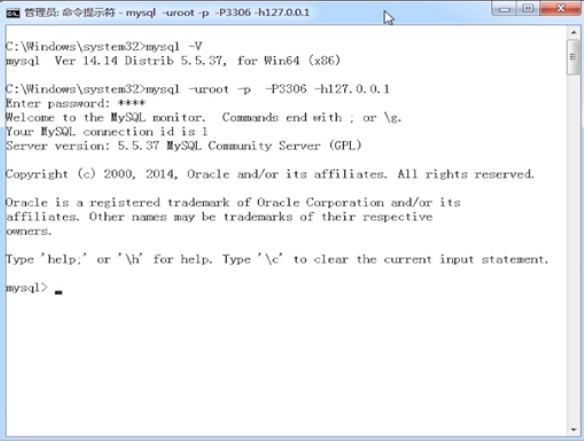 管理员: 命令提示符 - mysql -uroot -p -P3306 -h127.0.0.1
C:\Windows\system32>mysql -V
mysql  Ver 14.14 Distrib 5.5.37, for Win64 (x86)
C:\Windows\system32>mysql -uroot -p  -P3306 -h127.0.0.1
Enter password: ****
Welcome to the MySQL monitor.  Commands end with ; or \g.
Your MySQL connection id is 1
Server version: 5.5.37 MySQL Community Server (GPL)
Copyright (c) 2000, 2014, Oracle and/or its affiliates. All rights reserved.
Oracle is a registered trademark of Oracle Corporation and/or its
affiliates. Other names may be trademarks of their respective
owners.
Type 'help;' or '\h' for help. Type '\c' to clear the current input statement.
mysql>